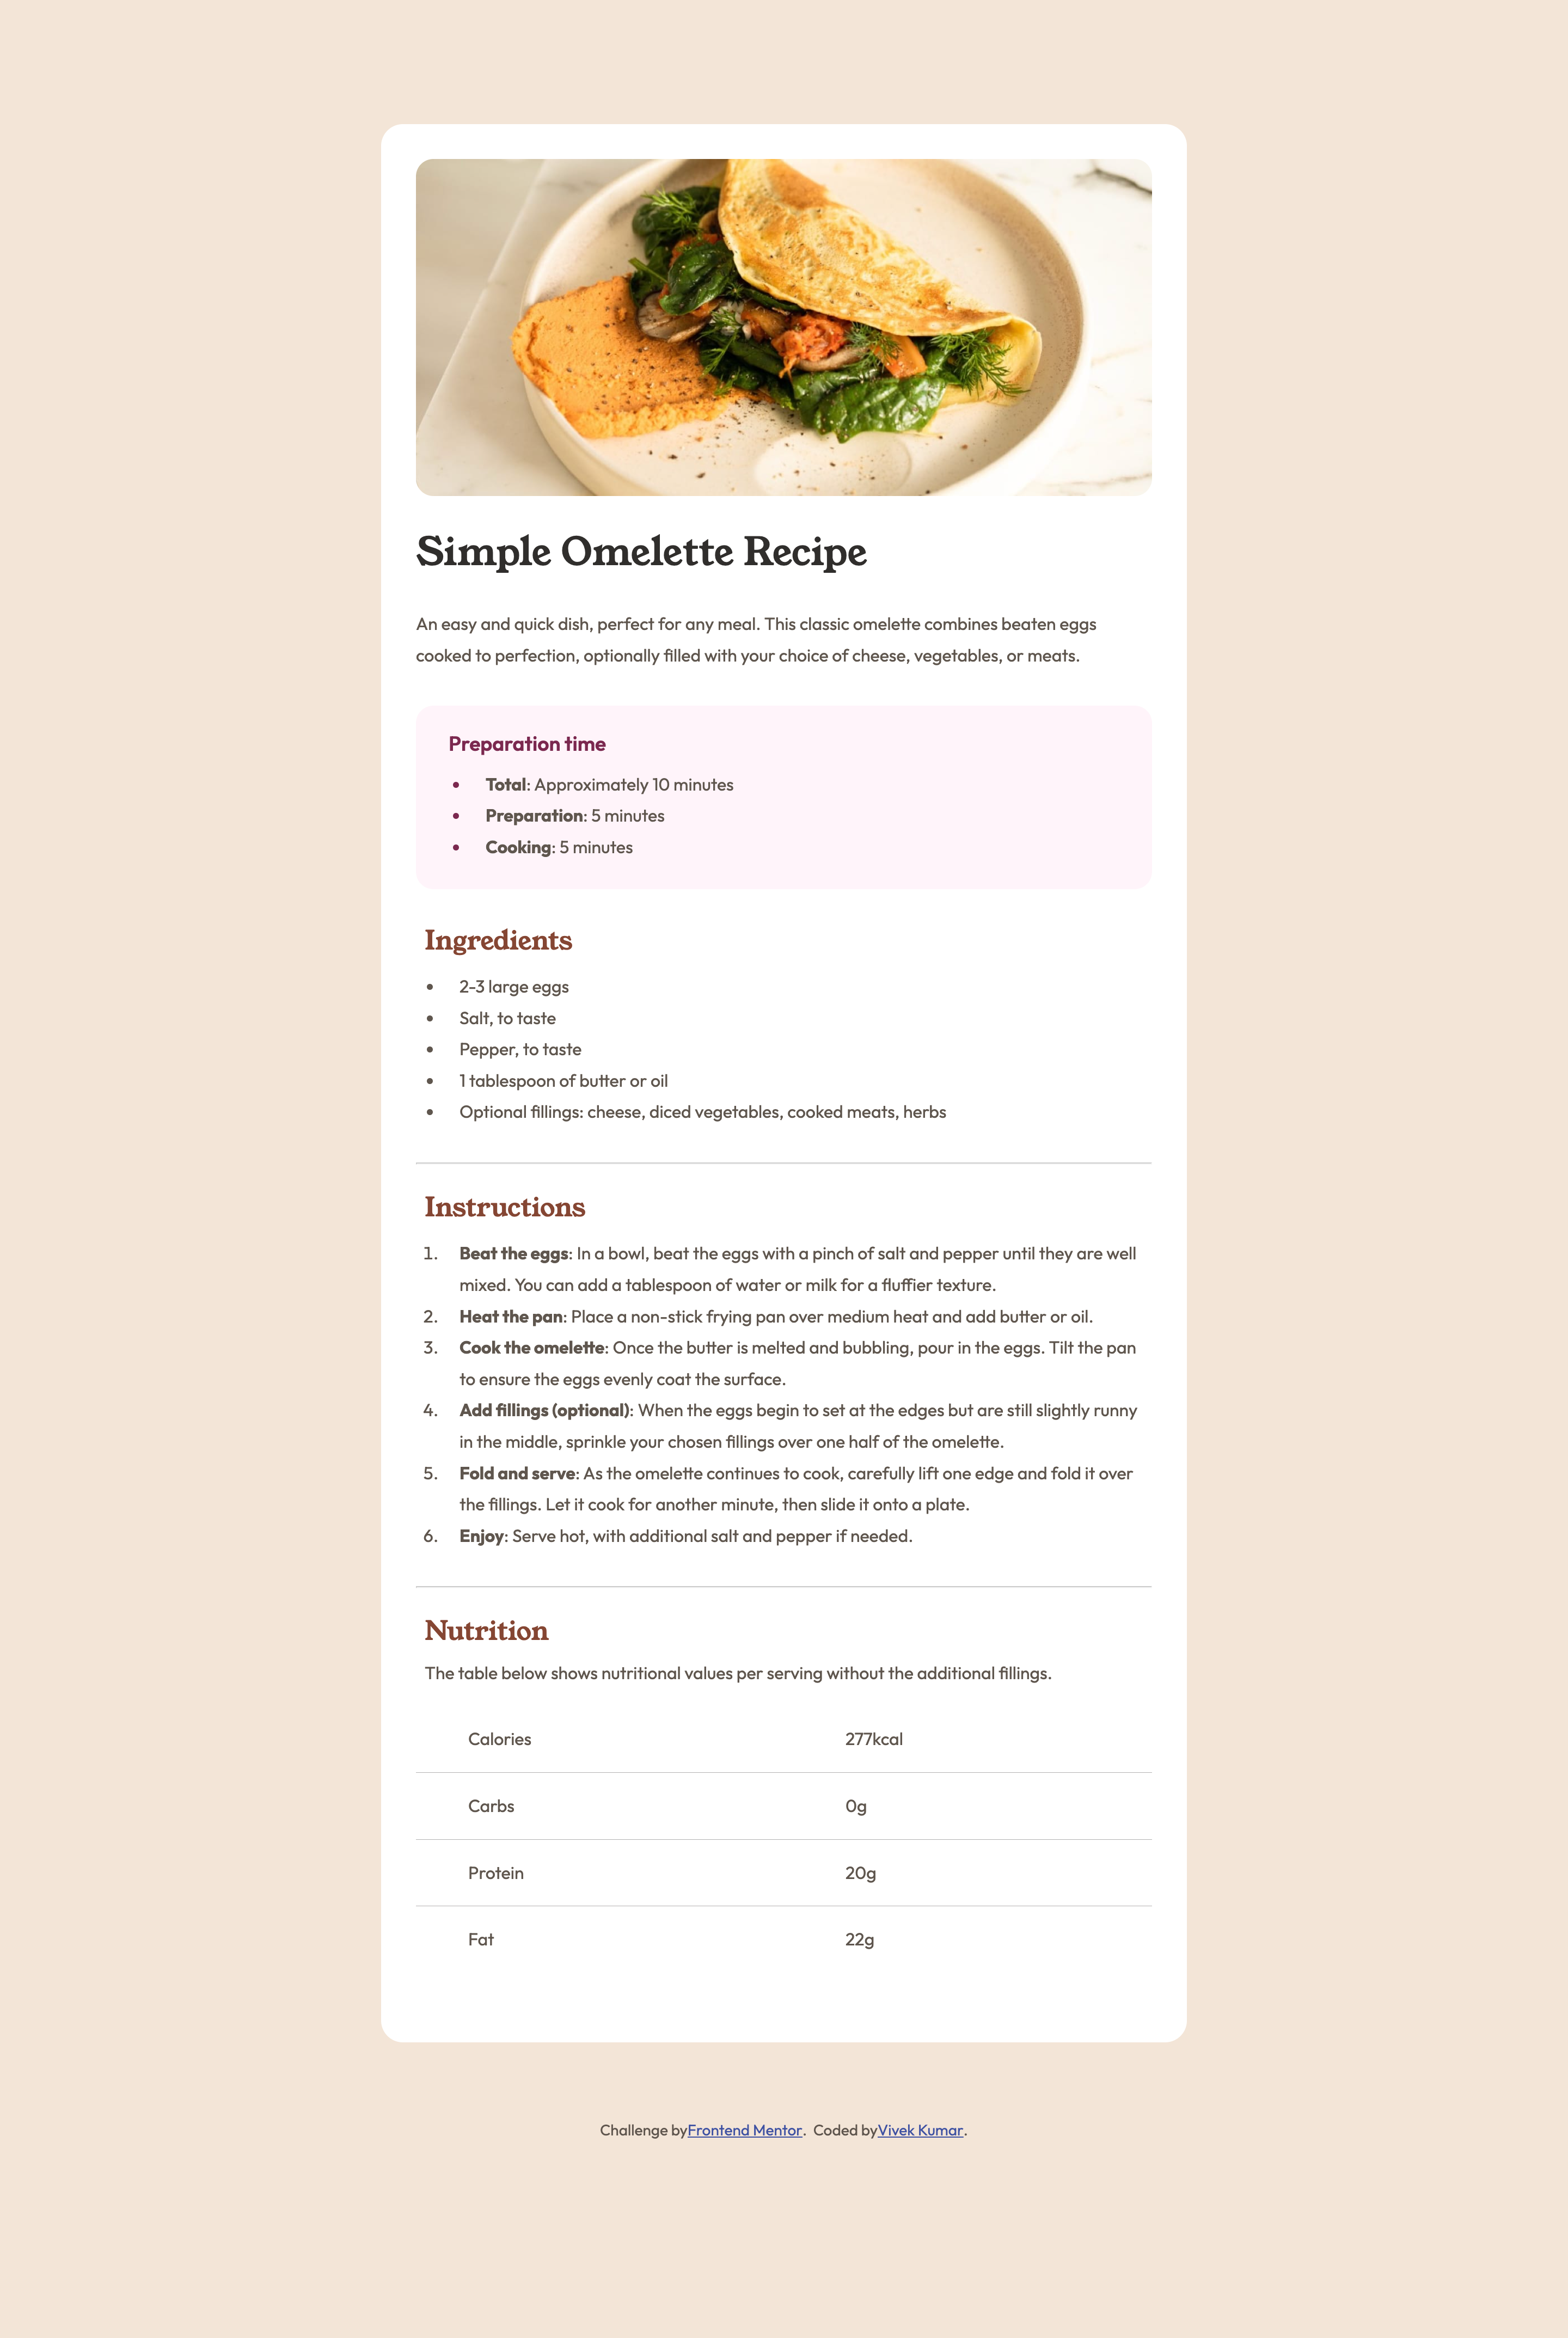 Simple Omelette Recipe
An easy and quick dish, perfect for any meal. This classic omelette combines beaten eggs
cooked to perfection, optionally filled with your choice of cheese, vegetables, or meats.
Preparation time
• Total: Approximately 10 minutes
• Preparation: 5 minutes
• Cooking: 5 minutes
Ingredients
• 2-3 large eggs
• Salt, to taste
• Pepper, to taste
• 1 tablespoon of butter or oil
• Optional fillings: cheese, diced vegetables, cooked meats, herbs
Instructions
1. Beat the eggs: In a bowl, beat the eggs with a pinch of salt and pepper until they are well
mixed. You can add a tablespoon of water or milk for a fluffier texture.
2. Heat the pan: Place a non-stick frying pan over medium heat and add butter or oil.
3. Cook the omelette: Once the butter is melted and bubbling, pour in the eggs. Tilt the pan
to ensure the eggs evenly coat the surface.
4. Add fillings (optional): When the eggs begin to set at the edges but are still slightly runny
in the middle, sprinkle your chosen fillings over one half of the omelette.
5. Fold and serve: As the omelette continues to cook, carefully lift one edge and fold it over
the fillings. Let it cook for another minute, then slide it onto a plate.
6. Enjoy: Serve hot, with additional salt and pepper if needed.
Nutrition
The table below shows nutritional values per serving without the additional fillings.
Calories 277kcal
Carbs 0g
Protein 20g
Fat 22g
Challenge byFrontend Mentor. Coded byVivek Kumar.